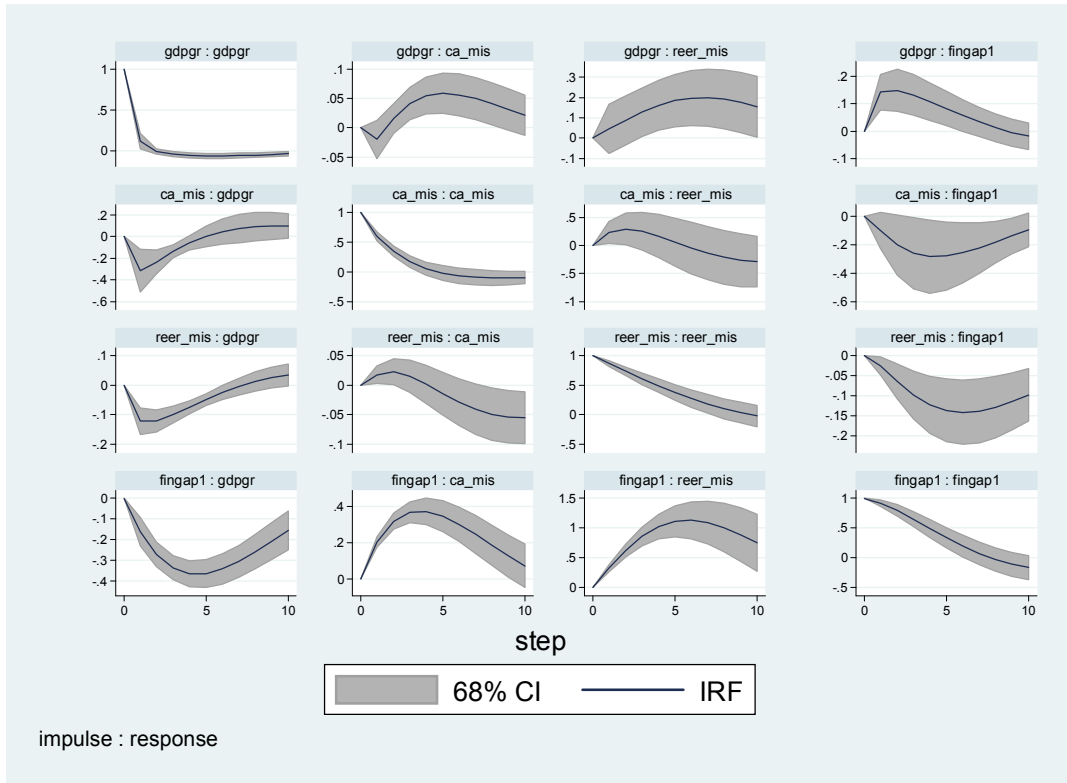 gdpgr : gdpgr
gdpgr : ca_mis
gdpgr : reer_mis
gdpgr : fingap1
1
.5
0
.1
.05
0
-.05
.3
.2
.1
0
-.1
.2
.1
0
-.1
ca_mis : gdpgr
ca_mis : ca_mis
ca_mis : reer_mis
ca_mis : fingap1
.2
0
-.2
-.4
-.6
1
.5
0
-.5
.5
0
-.5
-1
0
-.2
-.4
-.6
reer_mis : gdpgr
reer_mis : ca_mis
reer_mis : reer_mis
reer_mis : fingap1
.1
0
-.1
-.2
.05
0
-.05
-.1
1
.5
0
-.5
0
-.05
-.1
-.15
-.2
fingap1 : gdpgr
fingap1 : ca_mis
fingap1 : reer_mis
fingap1 : fingap1
0
-.1
-.2
-.3
-.4
.4
.2
0
1.5
1
.5
0
1
.5
0
-.5
0 5 10
0 5 10
0 5 10
0 5 10
step
68% CI
IRF
impulse : response